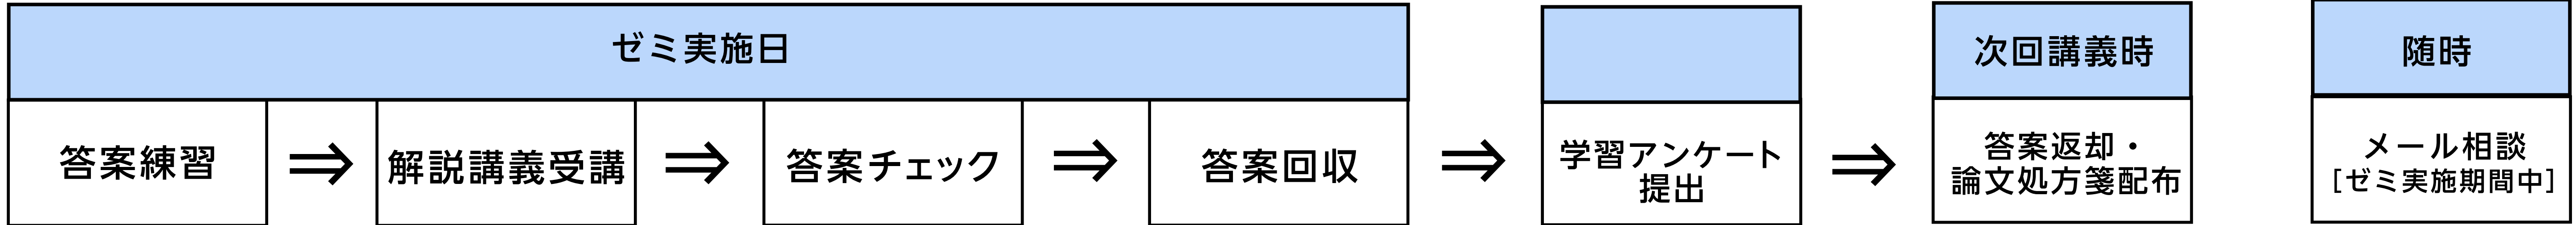 ゼミ実施日
答案練習
⇒
解説講義受講
⇒
答案チェック
⇒
答案回収
⇒
学習アンケート
提出
⇒
次回講義時
答案返却・
論文処方箋配布
随時
メール相談
[ゼミ実施期間中]